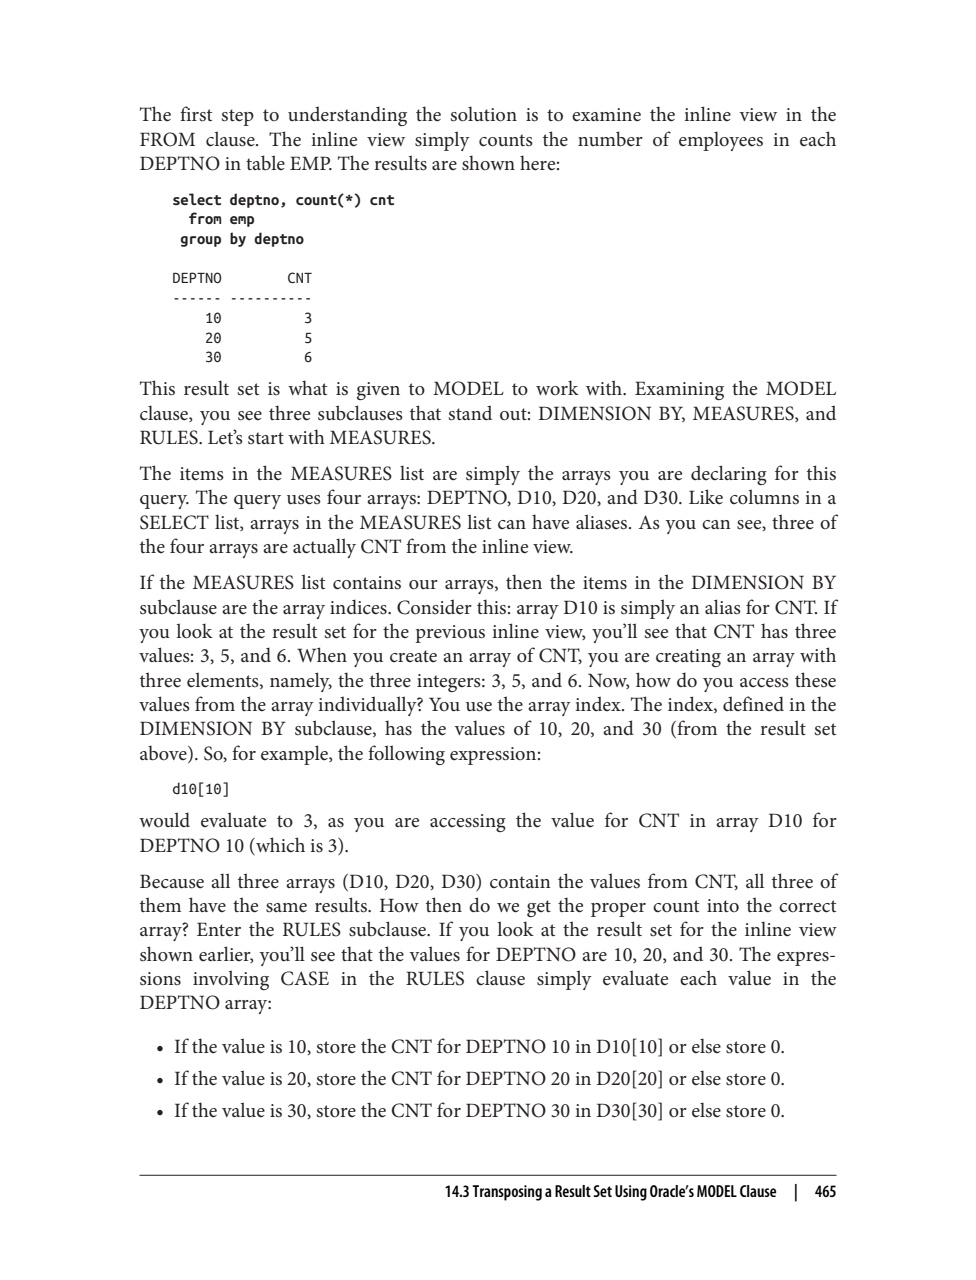 The first step to understanding the solution is to examine the inline view in the
FROM clause. The inline view simply counts the number of employees in each
DEPTNO in table EMP. The results are shown here:
select deptno, count(*) cnt
from emp
group by deptno
DEPTNO CNT
------ ----------
10 3
20 5
30 6
This result set is what is given to MODEL to work with. Examining the MODEL
clause, you see three subclauses that stand out: DIMENSION BY, MEASURES, and
RULES. Let’s start with MEASURES.
The items in the MEASURES list are simply the arrays you are declaring for this
query. The query uses four arrays: DEPTNO, D10, D20, and D30. Like columns in a
SELECT list, arrays in the MEASURES list can have aliases. As you can see, three of
the four arrays are actually CNT from the inline view.
If the MEASURES list contains our arrays, then the items in the DIMENSION BY
subclause are the array indices. Consider this: array D10 is simply an alias for CNT. If
you look at the result set for the previous inline view, you’ll see that CNT has three
values: 3, 5, and 6. When you create an array of CNT, you are creating an array with
three elements, namely, the three integers: 3, 5, and 6. Now, how do you access these
values from the array individually? You use the array index. The index, defined in the
DIMENSION BY subclause, has the values of 10, 20, and 30 (from the result set
above). So, for example, the following expression:
d10[10]
would evaluate to 3, as you are accessing the value for CNT in array D10 for
DEPTNO 10 (which is 3).
Because all three arrays (D10, D20, D30) contain the values from CNT, all three of
them have the same results. How then do we get the proper count into the correct
array? Enter the RULES subclause. If you look at the result set for the inline view
shown earlier, you’ll see that the values for DEPTNO are 10, 20, and 30. The expres-
sions involving CASE in the RULES clause simply evaluate each value in the
DEPTNO array:
• If the value is 10, store the CNT for DEPTNO 10 in D10[10] or else store 0.
• If the value is 20, store the CNT for DEPTNO 20 in D20[20] or else store 0.
• If the value is 30, store the CNT for DEPTNO 30 in D30[30] or else store 0.
14.3 Transposing a Result Set Using Oracle’s MODEL Clause | 465